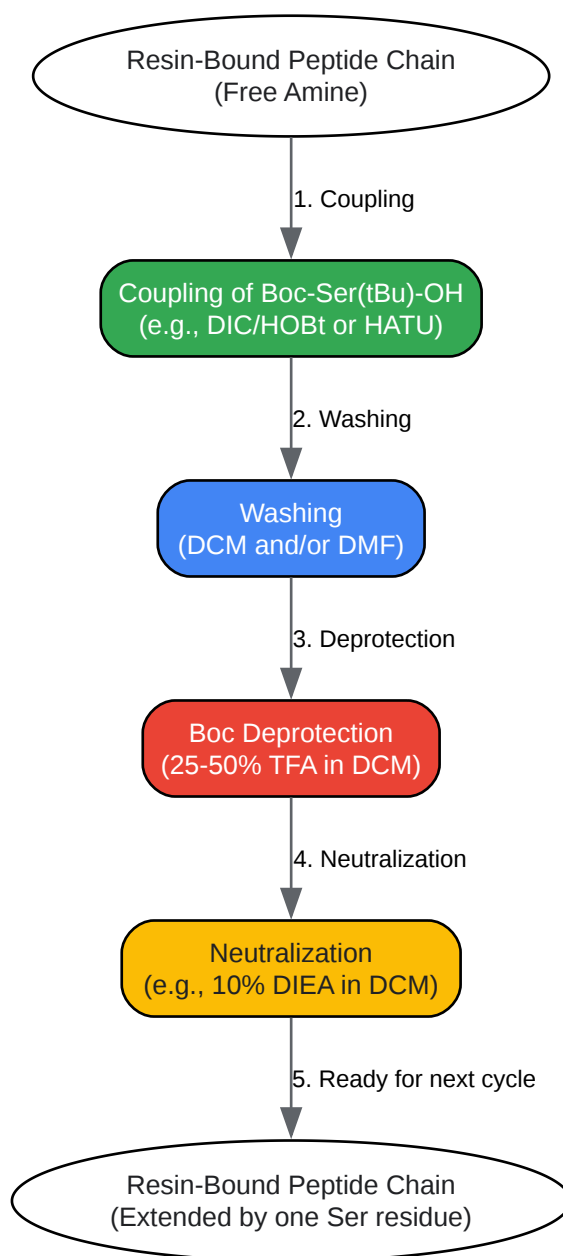 Resin-Bound Peptide Chain
(Free Amine)
1. Coupling
Coupling of Boc-Ser(tBu)-OH
(e.g., DIC/HOBt or HATU)
2. Washing
Washing
(DCM and/or DMF)
3. Deprotection
Boc Deprotection
(25-50% TFA in DCM)
4. Neutralization
Neutralization
(e.g., 10% DIEA in DCM)
5. Ready for next cycle
Resin-Bound Peptide Chain
(Extended by one Ser residue)